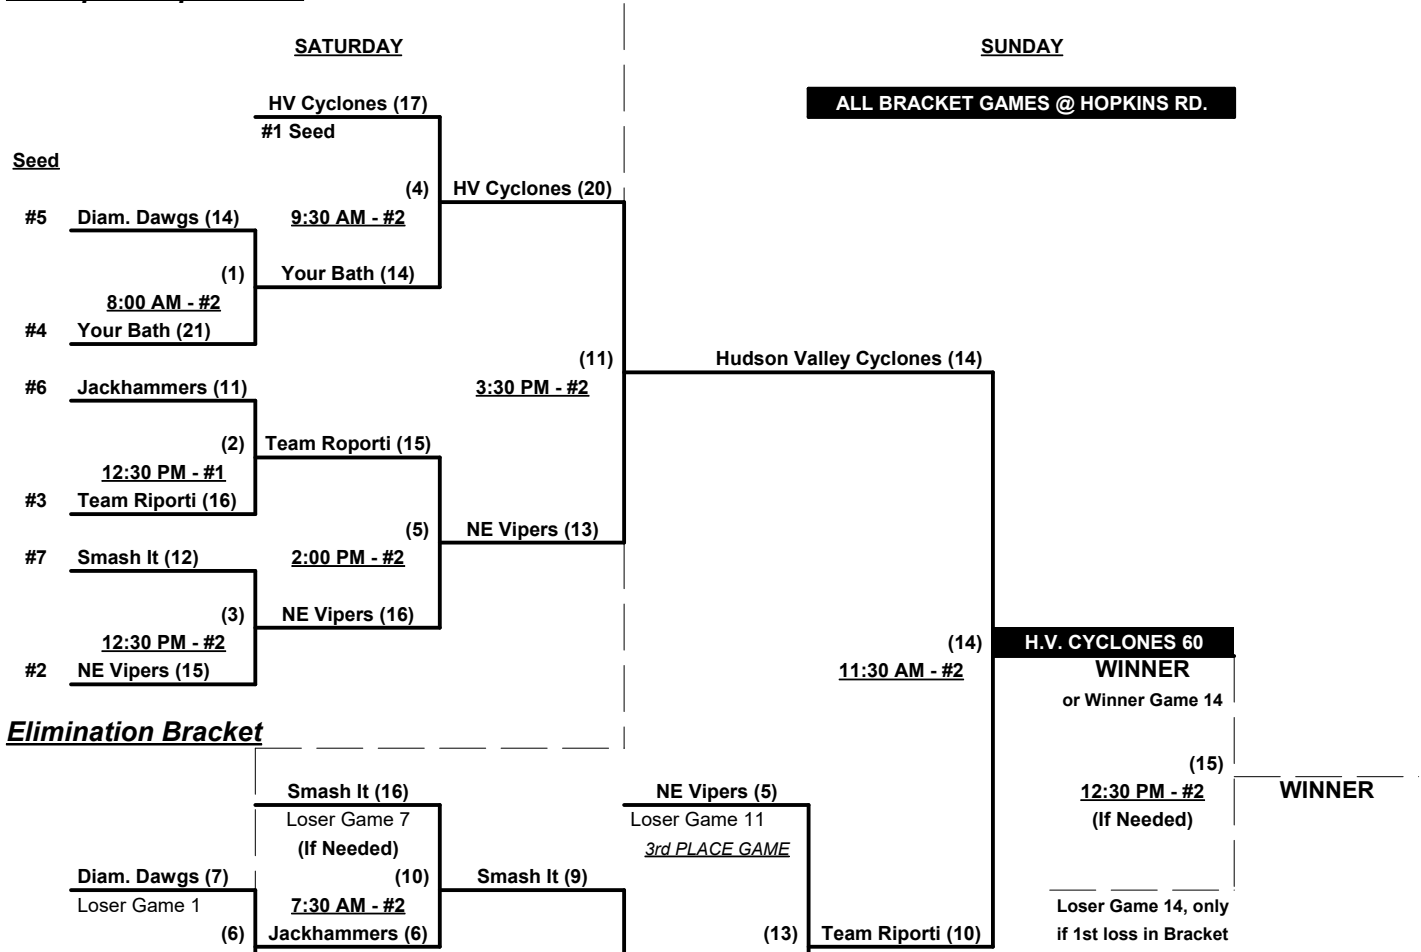 SATURDAY
SUNDAY
HV Cyclones (17)
ALL BRACKET GAMES @ HOPKINS RD.
#1 Seed
Seed
(4)
HV Cyclones (20)
#5
Diam. Dawgs (14)
9:30 AM - #2
(1)
Your Bath (14)
8:00 AM - #2
#4
Your Bath (21)
(11)
Hudson Valley Cyclones (14)
#6
Jackhammers (11)
3:30 PM - #2
(2)
Team Roporti (15)
12:30 PM - #1
#3
Team Riporti (16)
(5)
NE Vipers (13)
#7
Smash It (12)
2:00 PM - #2
(3)
NE Vipers (16)
12:30 PM - #2
(14)
H.V. CYCLONES 60
#2
NE Vipers (15)
11:30 AM - #2
WINNER
or Winner Game 14
Elimination Bracket
(15)
Smash It (16)
NE Vipers (5)
12:30 PM - #2
WINNER
Loser Game 7
Loser Game 11
(If Needed)
(If Needed)
3rd PLACE GAME
Diam. Dawgs (7)
(10)
Smash It (9)
Loser Game 1
7:30 AM - #2
Loser Game 14, only
(6)
Jackhammers (6)
(13)
Team Riporti (10)
if 1st loss in Bracket